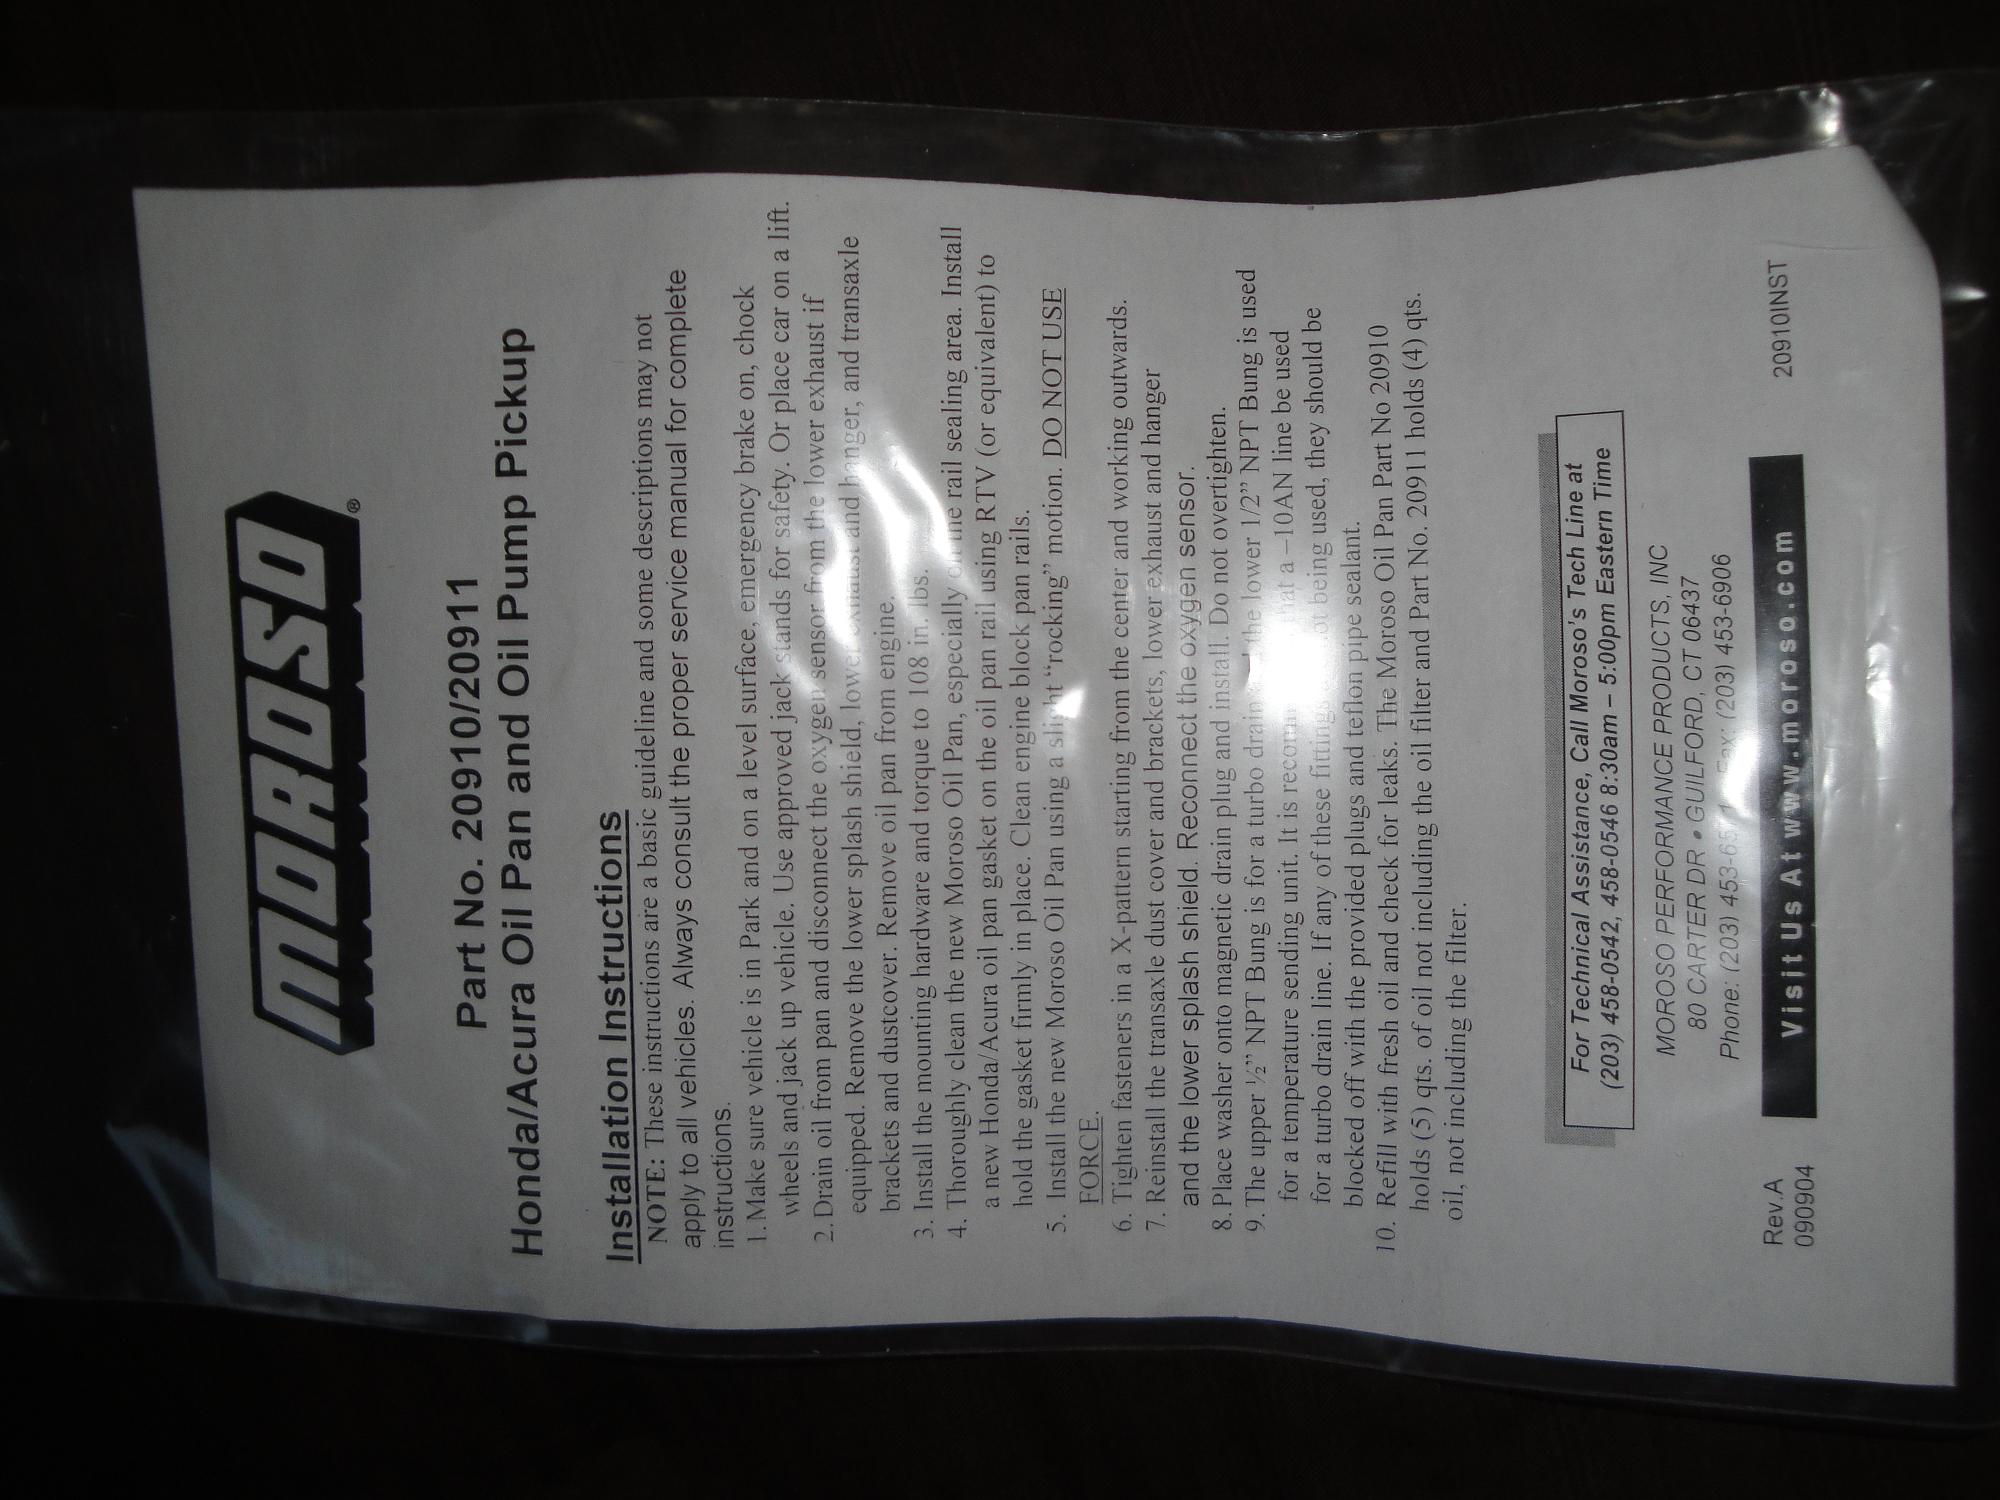 MOROSO®
Part No. 20910/20911
Honda/Acura Oil Pan and Oil Pump Pickup
Installation Instructions
NOTE: These instructions are a basic guideline and some descriptions may not
apply to all vehicles. Always consult the proper service manual for complete
instructions.
1. Make sure vehicle is in Park and on a level surface, emergency brake on, chock
wheels and jack up vehicle. Use approved jack stands for safety. Or place car on a lift.
2. Drain oil from pan and disconnect the oxygen sensor from the lower exhaust if
equipped. Remove the lower splash shield, lower exhaust and hanger, and transaxle
brackets and dustcover. Remove oil pan from engine.
3. Install the mounting hardware and torque to 108 in. lbs.
4. Thoroughly clean the new Moroso Oil Pan, especially on the rail sealing area. Install
a new Honda/Acura oil pan gasket on the oil pan rail using RTV (or equivalent) to
hold the gasket firmly in place. Clean engine block pan rails.
5. Install the new Moroso Oil Pan using a slight "rocking" motion. DO NOT USE
FORCE.
6. Tighten fasteners in a X-pattern starting from the center and working outwards.
7. Reinstall the transaxle dust cover and brackets, lower exhaust and hanger
and the lower splash shield. Reconnect the oxygen sensor.
8. Place washer onto magnetic drain plug and install. Do not overtighten.
9. The upper ½" NPT Bung is for a turbo drain the lower 1/2" NPT Bung is used
for a temperature sending unit. It is that a –10AN line be used
for a turbo drain line. If any of these fittings not being used, they should be
blocked off with the provided plugs and teflon pipe sealant.
10. Refill with fresh oil and check for leaks. The Moroso Oil Pan Part No 20910
holds (5) qts. of oil not including the oil filter and Part No. 20911 holds (4) qts.
oil, not including the filter.
For Technical Assistance, Call Moroso's Tech Line at
(203) 458-0542, 458-0546 8:30am – 5:00pm Eastern Time
MOROSO PERFORMANCE PRODUCTS, INC
80 CARTER DR • GUILFORD, CT 06437
Phone: (203) Fax: (203) 453-6906
Visit Us At www.moroso.com
Rev.A
090904
20910INST